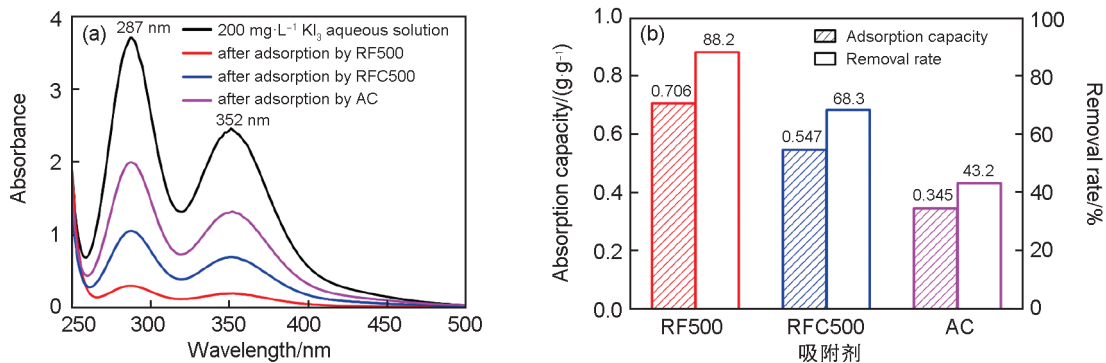 (a)
287 nm
352 nm
200 mg·L⁻¹ KI₃ aqueous solution
after adsorption by RF500
after adsorption by RFC500
after adsorption by AC
Absorbance
4
3
2
1
0
250 300 350 400 450 500
Wavelength/nm
(b)
Adsorption capacity
Removal rate
Absorption capacity/(g·g⁻¹)
1.0
0.8
0.6
0.4
0.2
0.0
0.706
88.2
0.547
68.3
0.345
43.2
100
80
60
40
20
0
Removal rate/%
RF500 RFC500 AC
吸附剂